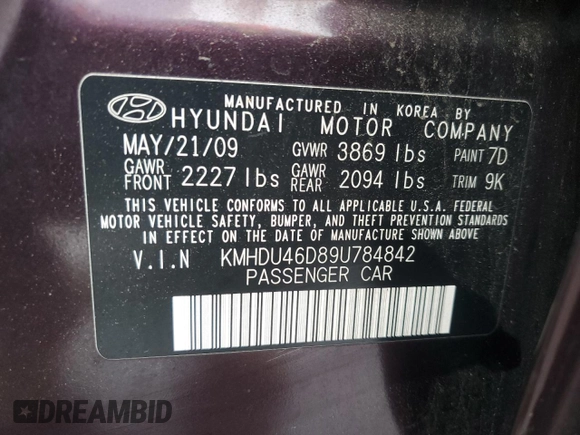 MANUFACTURED IN KOREA BY
HYUNDAI MOTOR COMPANY
MAY/21/09 GVWR 3869 lbs PAINT 7D
GAWR FRONT 2227 lbs GAWR REAR 2094 lbs TRIM 9K
THIS VEHICLE CONFORMS TO ALL APPLICABLE U.S.A. FEDERAL
MOTOR VEHICLE SAFETY, BUMPER, AND THEFT PREVENTION STANDARDS
IN EFFECT ON THE DATE OF MANUFACTURE SHOWN ABOVE
V.I.N KMHDU46D89U784842
PASSENGER CAR
DREAMBID